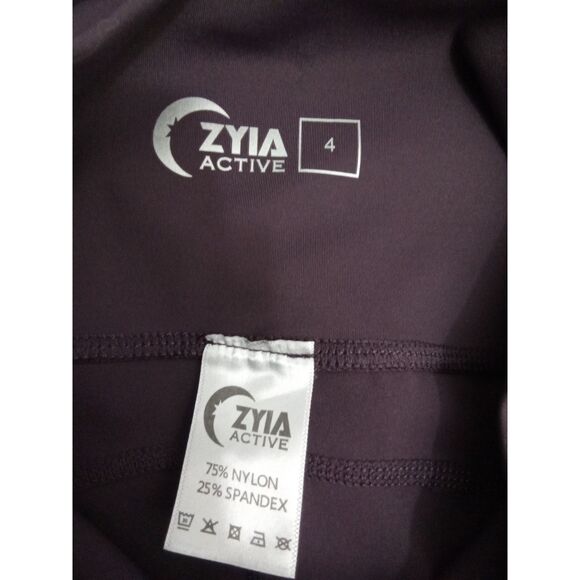 ZYIA
ACTIVE
4
ZYIA
ACTIVE
75% NYLON
25% SPANDEX